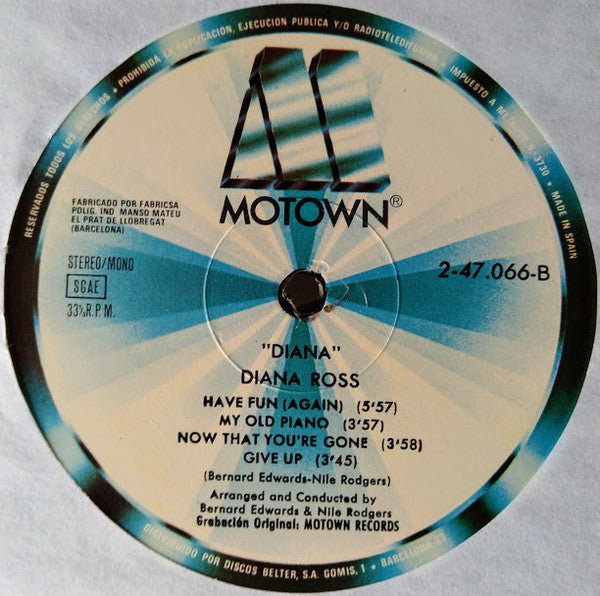 RESERVADOS TODOS LOS DERECHOS • PROHIBIDA LA DUPLICACION, EJECUCION PUBLICA Y/O RADIOTELEDIFUSION • IMPUESTO A METALICO 3730 • MADE IN SPAIN
MOTOWN®
FABRICADO POR FABRICSA
POLIG. IND. MANSO MATEU
EL PRAT DE LLOBREGAT
(BARCELONA)
STEREO/MONO
SGAE
33⅓ R.P.M.
2-47.066-B
"DIANA"
DIANA ROSS
HAVE FUN (AGAIN) (5'57)
MY OLD PIANO (3'57)
NOW THAT YOU'RE GONE (3'58)
GIVE UP (3'45)
(Bernard Edwards-Nile Rodgers)
Arranged and Conducted by
Bernard Edwards & Nile Rodgers
Grabación Original: MOTOWN RECORDS
DISTRIBUIDO POR DISCOS BELTER, S.A. GOMIS, 1 • BARCELONA 23